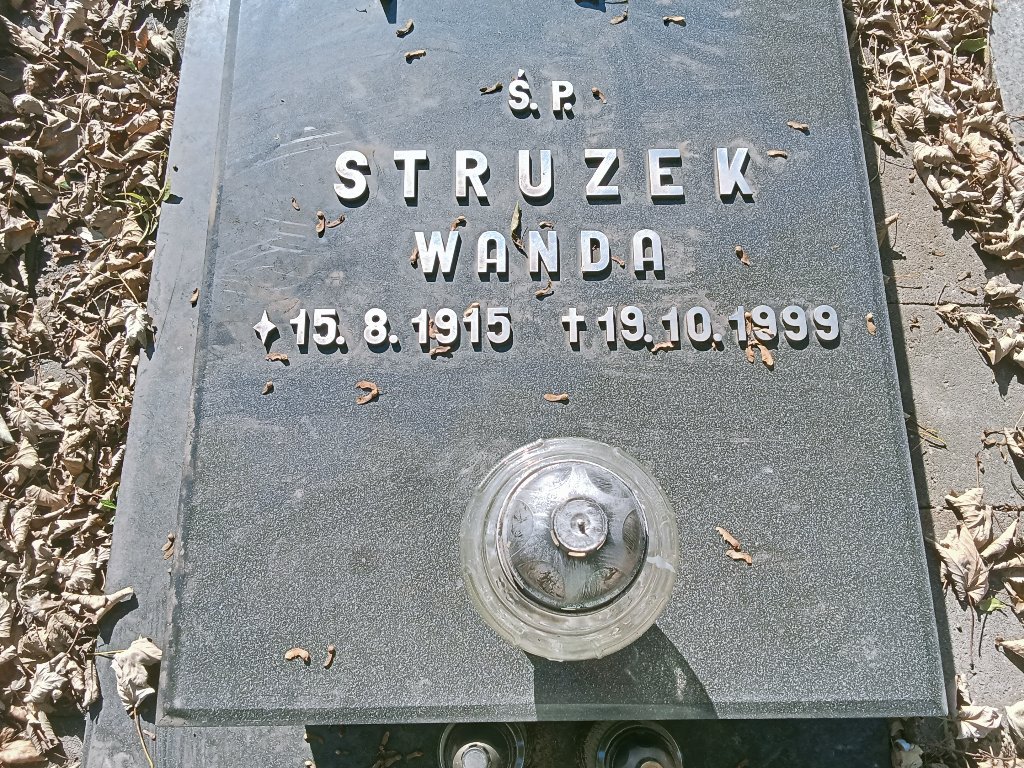 Ś.P.
STRUZEK
WANDA
✦15.8.1915 †19.10.1999